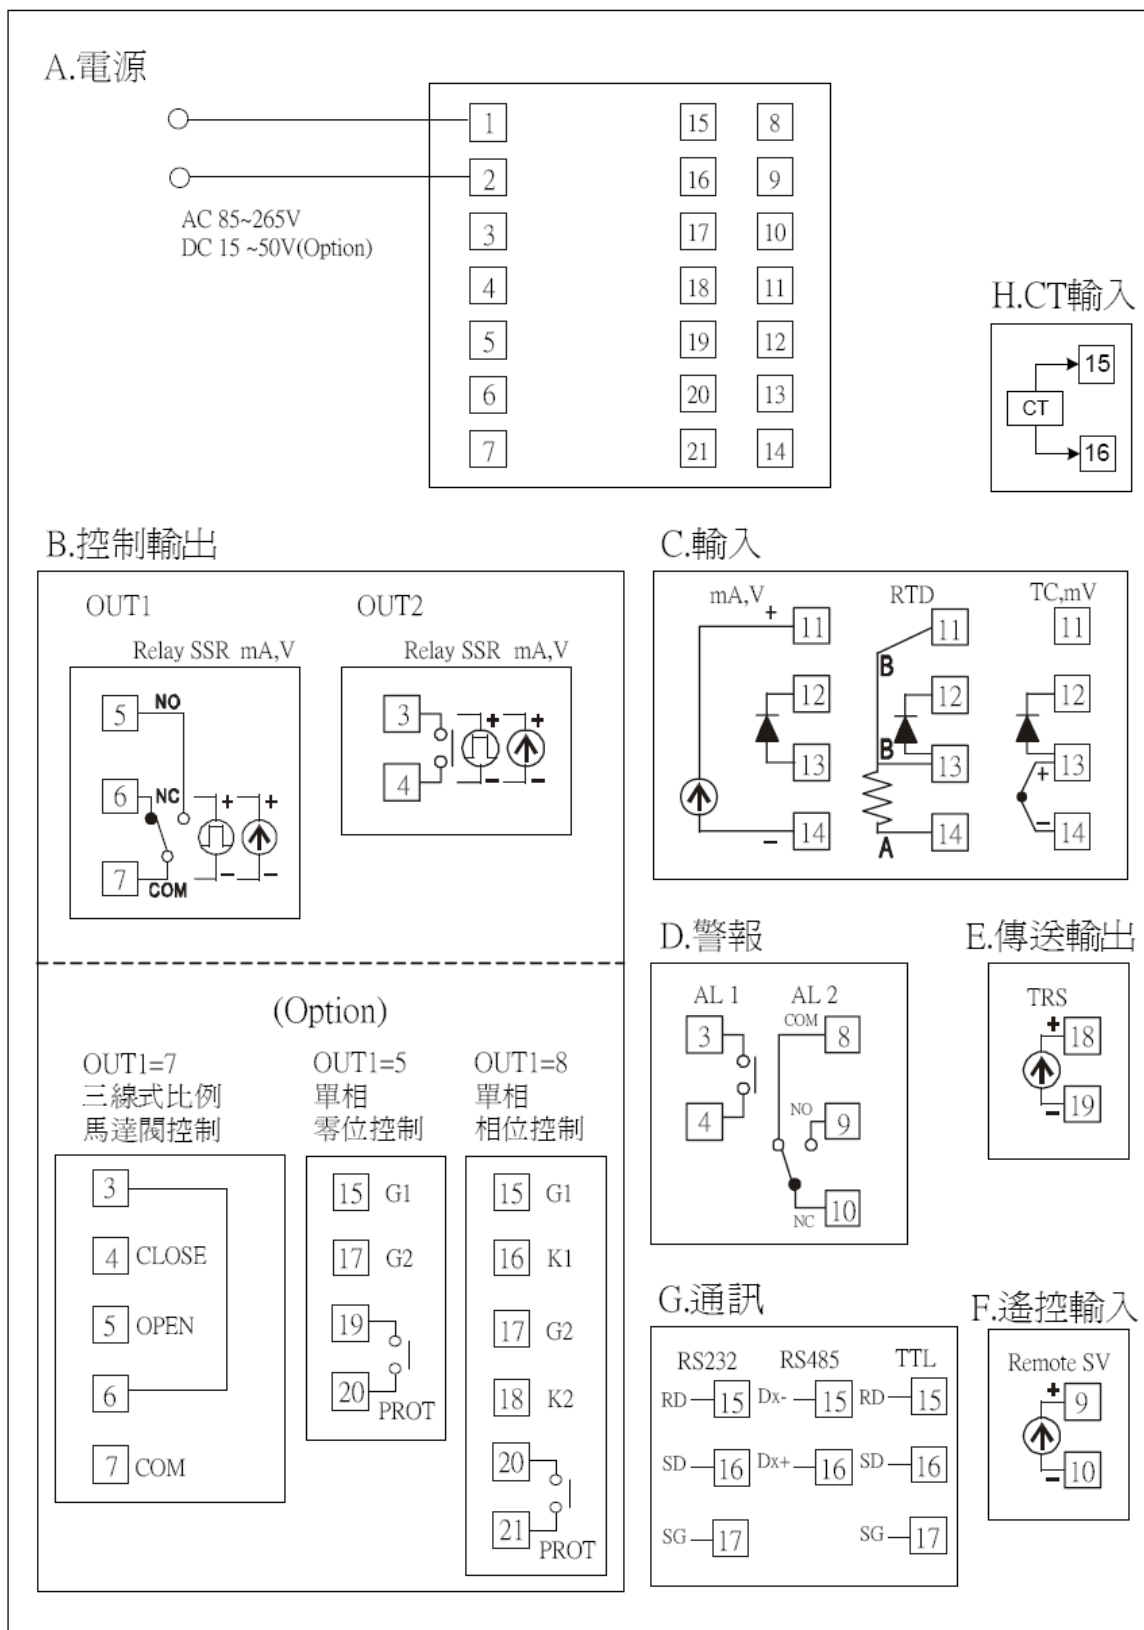 A.電源
1 15 8
2 16 9
AC 85~265V
DC 15 ~50V(Option)
3 17 10
4 18 11
5 19 12
6 20 13
7 21 14
H.CT輸入
15
CT
16
B.控制輸出
OUT1
Relay SSR mA,V
5 NO
6 NC + +
7 COM - -
OUT2
Relay SSR mA,V
3 + +
4 - -
C.輸入
mA,V
+ 11
12
13
- 14
RTD
11
B
12
B 13
A 14
TC,mV
11
12
+ 13
- 14
(Option)
OUT1=7
三線式比例
馬達閥控制
3
4 CLOSE
5 OPEN
6
7 COM
OUT1=5
單相
零位控制
15 G1
17 G2
19
20 PROT
OUT1=8
單相
相位控制
15 G1
16 K1
17 G2
18 K2
20
21 PROT
D.警報
AL 1
3
4
AL 2
COM 8
NO 9
NC 10
E.傳送輸出
TRS
+ 18
- 19
G.通訊
RS232 RS485 TTL
RD 15 Dx- 15 RD 15
SD 16 Dx+ 16 SD 16
SG 17 SG 17
F.遙控輸入
Remote SV
+ 9
- 10